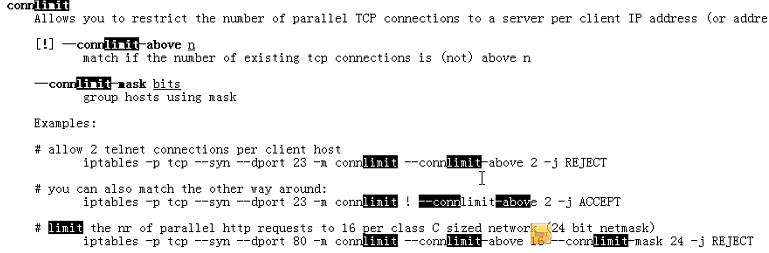 connlimit
Allows you to restrict the number of parallel TCP connections to a server per client IP address (or addre
[!] --connlimit-above n
match if the number of existing tcp connections is (not) above n
--connlimit-mask bits
group hosts using mask
Examples:
# allow 2 telnet connections per client host
iptables -p tcp --syn --dport 23 -m connlimit --connlimit-above 2 -j REJECT
# you can also match the other way around:
iptables -p tcp --syn --dport 23 -m connlimit ! --connlimit-above 2 -j ACCEPT
# limit the nr of parallel http requests to 16 per class C sized network (24 bit netmask)
iptables -p tcp --syn --dport 80 -m connlimit --connlimit-above 16 --connlimit-mask 24 -j REJECT